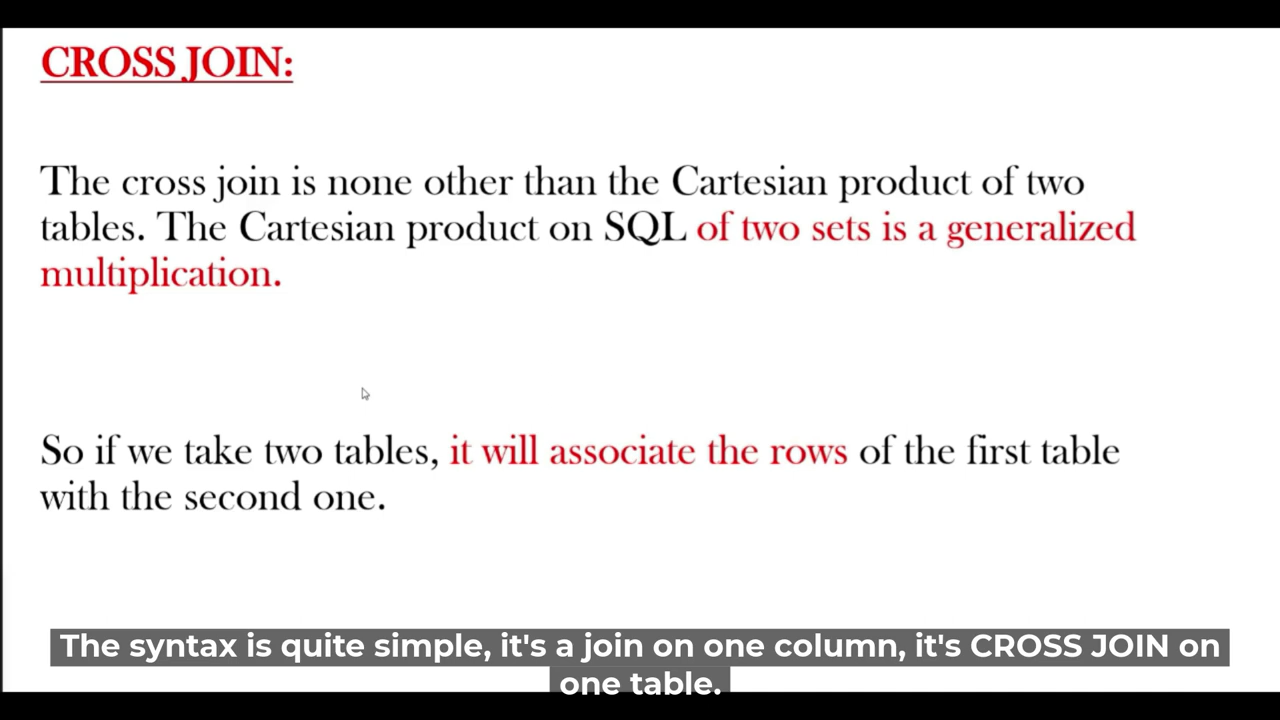 CROSS JOIN:
The cross join is none other than the Cartesian product of two
tables. The Cartesian product on SQL of two sets is a generalized
multiplication.
So if we take two tables, it will associate the rows of the first table
with the second one.
The syntax is quite simple, it's a join on one column, it's CROSS JOIN on
one table.